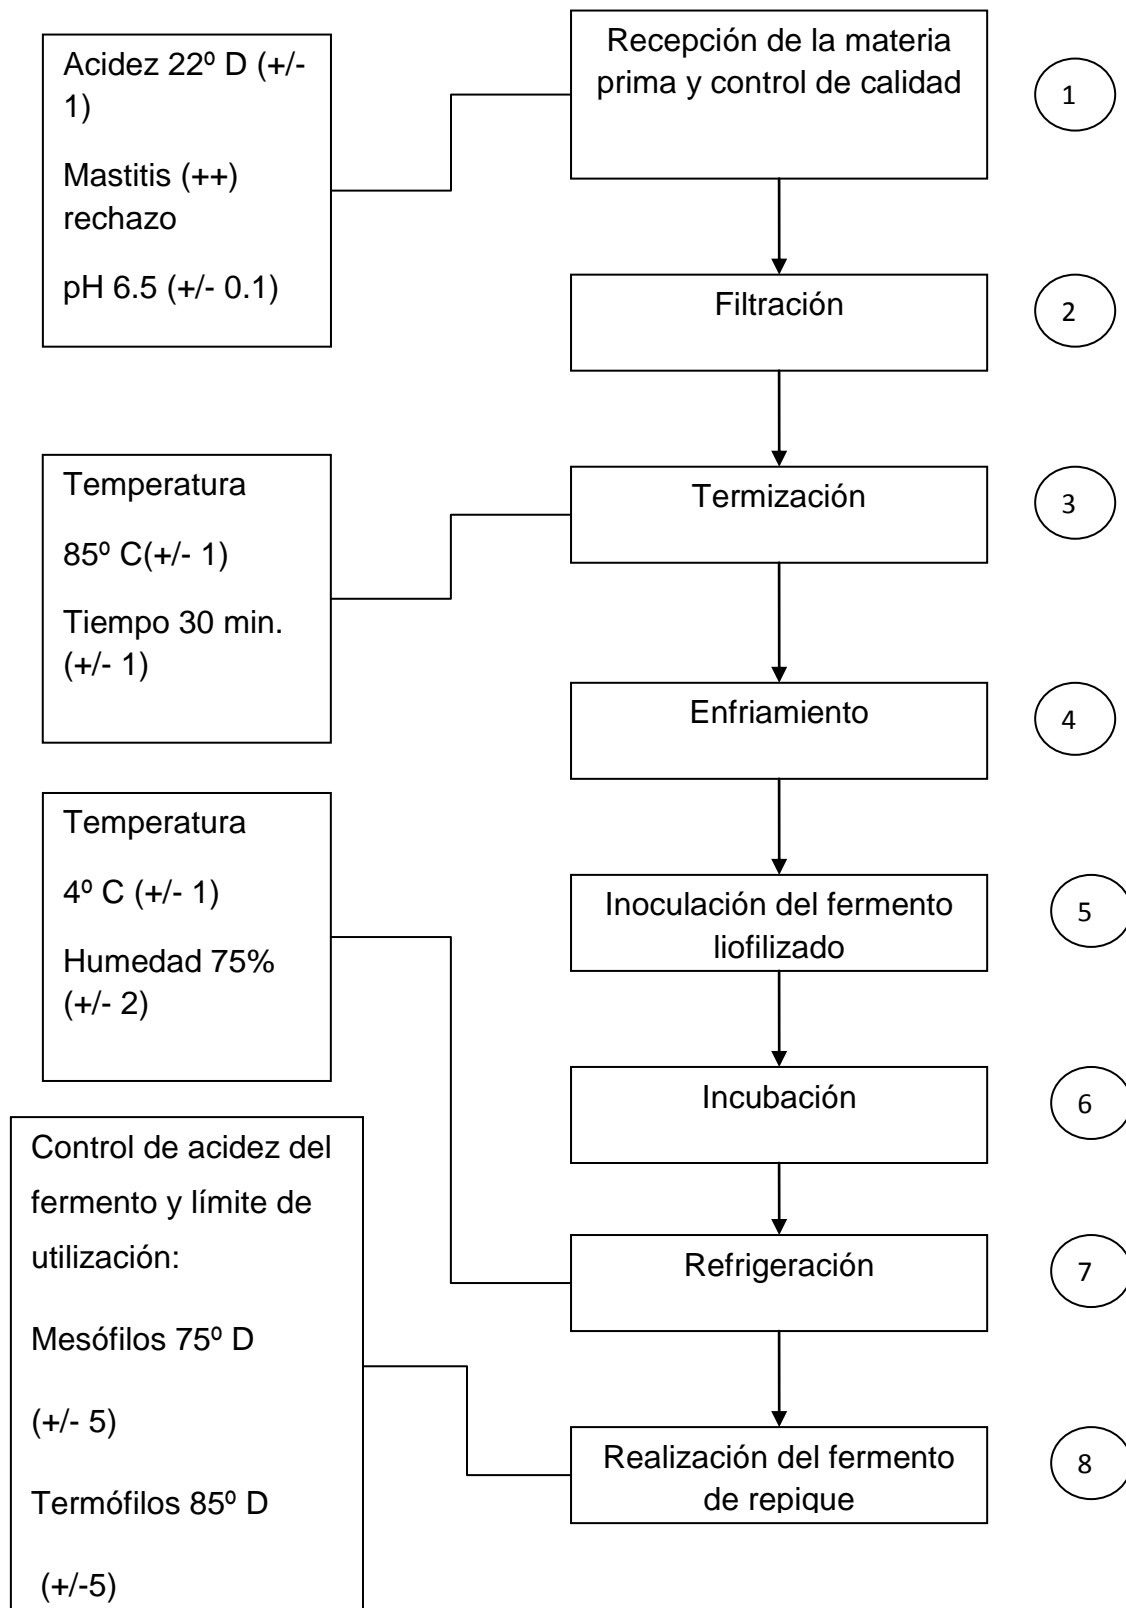 Recepción de la materia
prima y control de calidad
1
Acidez 22º D (+/-
1)
Mastitis (++)
rechazo
pH 6.5 (+/- 0.1)
Filtración
2
Termización
3
Temperatura
85º C(+/- 1)
Tiempo 30 min.
(+/- 1)
Enfriamiento
4
Temperatura
4º C (+/- 1)
Humedad 75%
(+/- 2)
Inoculación del fermento
liofilizado
5
Incubación
6
Refrigeración
7
Control de acidez del
fermento y límite de
utilización:
Mesófilos 75º D
(+/- 5)
Termófilos 85º D
(+/-5)
Realización del fermento
de repique
8